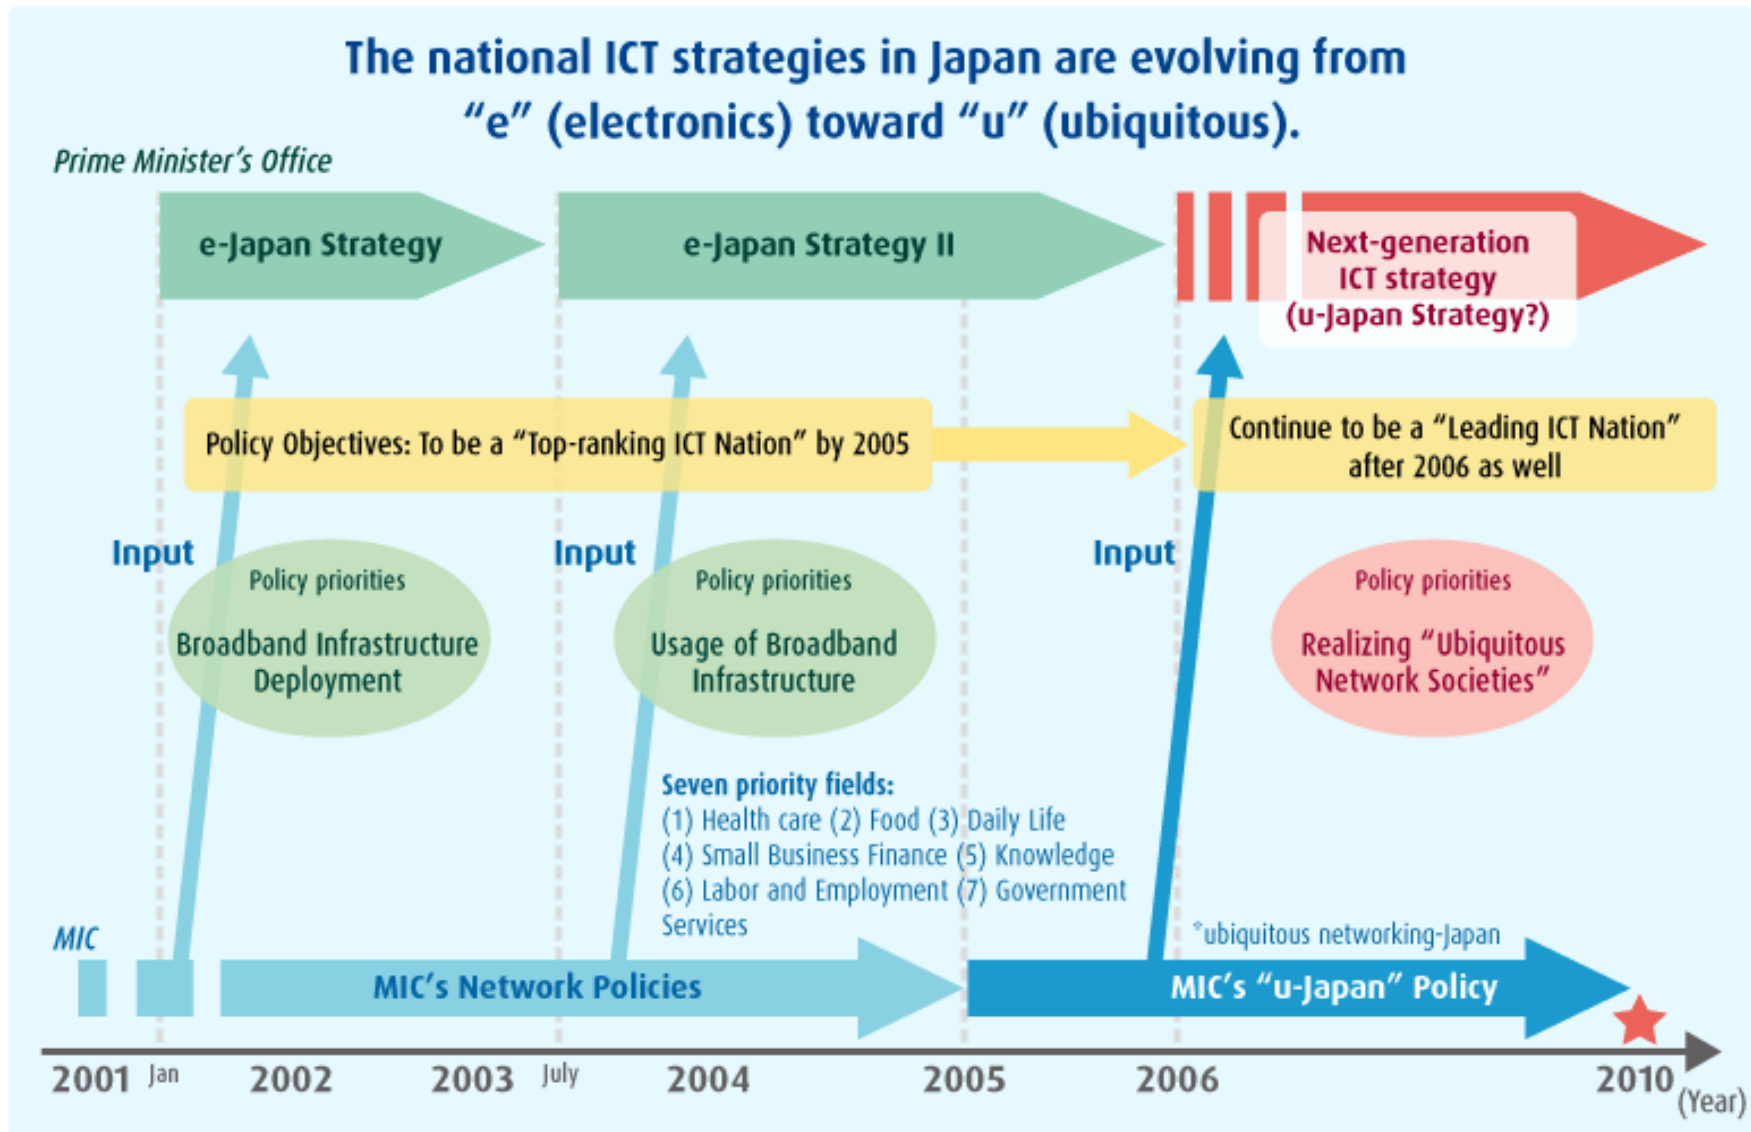 The national ICT strategies in Japan are evolving from
“e” (electronics) toward “u” (ubiquitous).
Prime Minister’s Office
e-Japan Strategy
e-Japan Strategy II
Next-generation
ICT strategy
(u-Japan Strategy?)
Policy Objectives: To be a “Top-ranking ICT Nation” by 2005
Continue to be a “Leading ICT Nation”
after 2006 as well
Input
Input
Input
Policy priorities
Broadband Infrastructure
Deployment
Policy priorities
Usage of Broadband
Infrastructure
Policy priorities
Realizing “Ubiquitous
Network Societies”
Seven priority fields:
(1) Health care (2) Food (3) Daily Life
(4) Small Business Finance (5) Knowledge
(6) Labor and Employment (7) Government
Services
MIC
*ubiquitous networking-Japan
MIC’s Network Policies
MIC’s “u-Japan” Policy
2001 Jan 2002 2003 July 2004 2005 2006 2010 (Year)